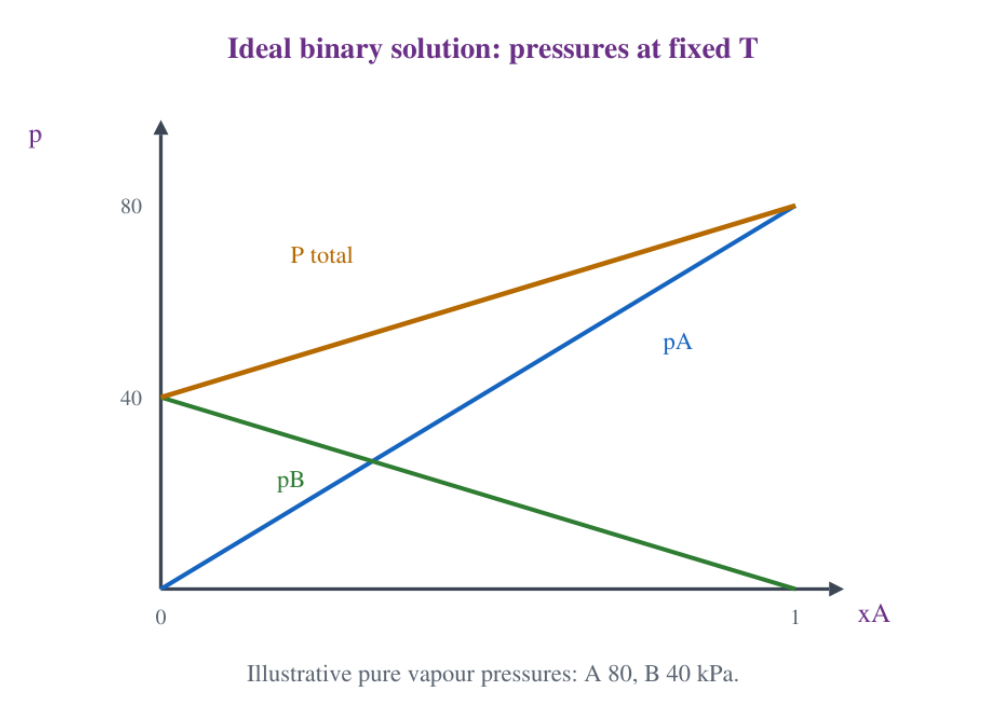 Ideal binary solution: pressures at fixed T
p
80
P total
pA
40
pB
0
1
xA
Illustrative pure vapour pressures: A 80, B 40 kPa.